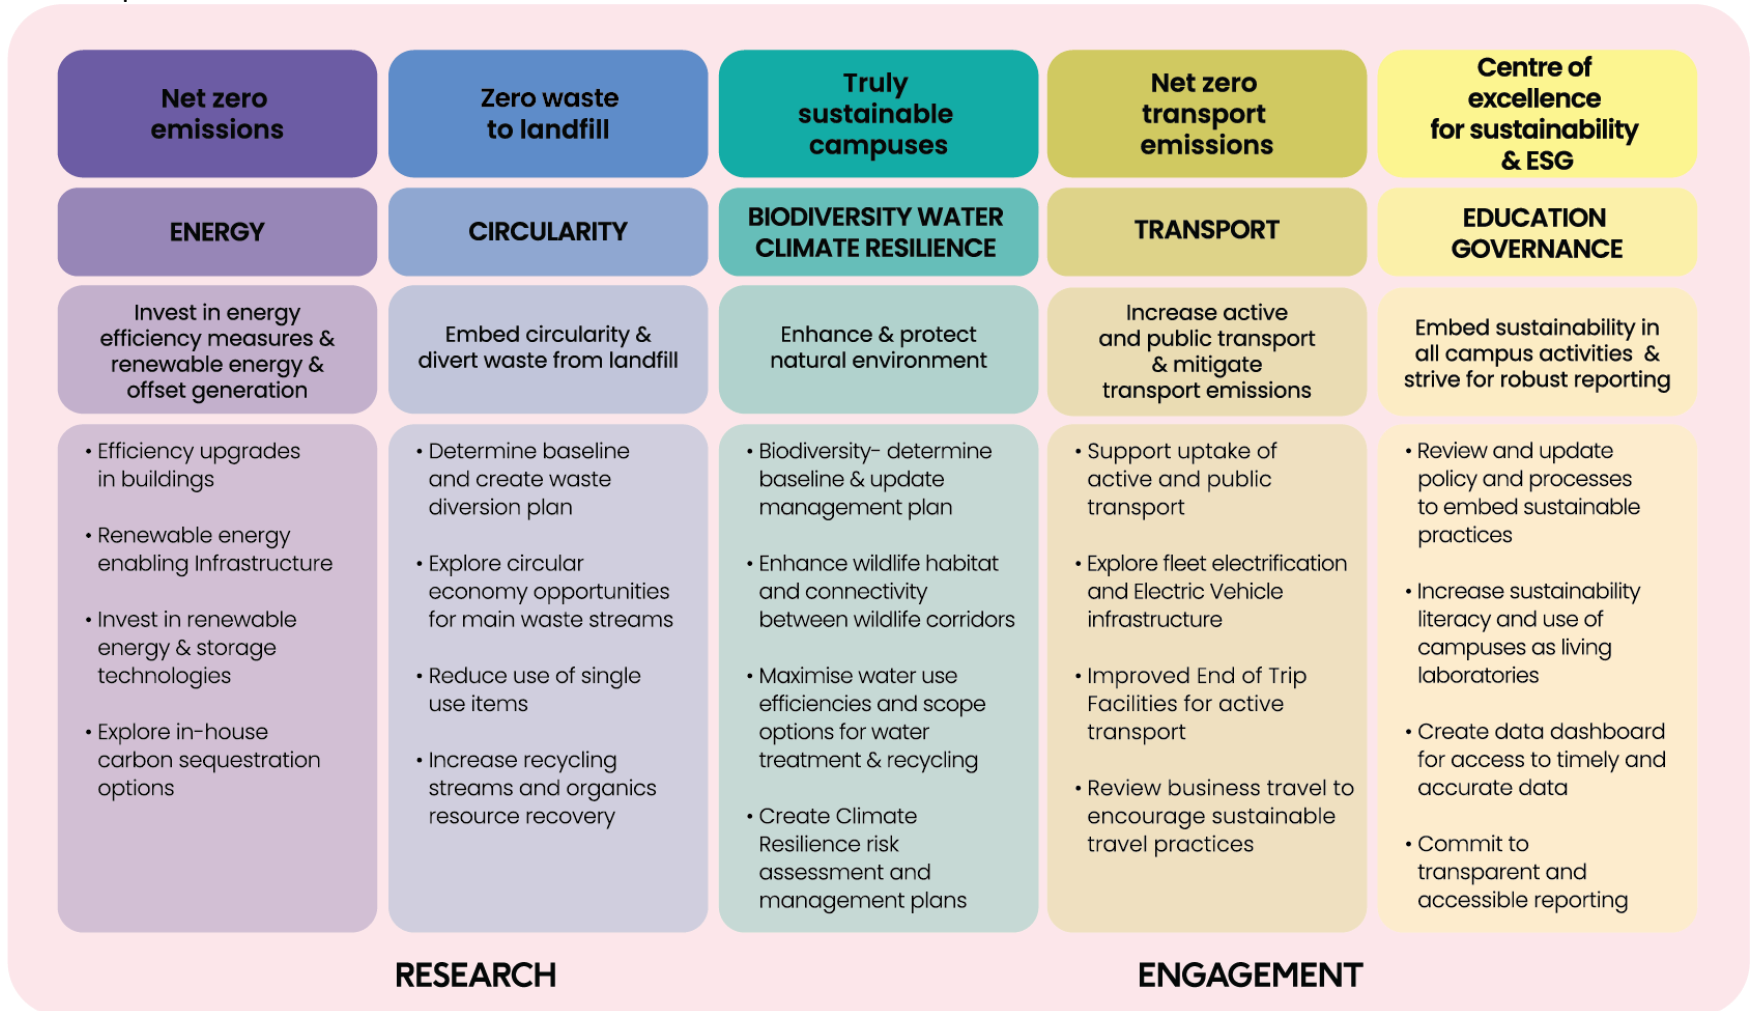 Net zero
emissions
Zero waste
to landfill
Truly
sustainable
campuses
Net zero
transport
emissions
Centre of
excellence
for sustainability
& ESG
ENERGY
CIRCULARITY
BIODIVERSITY WATER
CLIMATE RESILIENCE
TRANSPORT
EDUCATION
GOVERNANCE
Invest in energy
efficiency measures &
renewable energy &
offset generation
Embed circularity &
divert waste from landfill
Enhance & protect
natural environment
Increase active
and public transport
& mitigate
transport emissions
Embed sustainability in
all campus activities &
strive for robust reporting
• Efficiency upgrades
in buildings
• Renewable energy
enabling Infrastructure
• Invest in renewable
energy & storage
technologies
• Explore in-house
carbon sequestration
options
• Determine baseline
and create waste
diversion plan
• Explore circular
economy opportunities
for main waste streams
• Reduce use of single
use items
• Increase recycling
streams and organics
resource recovery
• Biodiversity- determine
baseline & update
management plan
• Enhance wildlife habitat
and connectivity
between wildlife corridors
• Maximise water use
efficiencies and scope
options for water
treatment & recycling
• Create Climate
Resilience risk
assessment and
management plans
• Support uptake of
active and public
transport
• Explore fleet electrification
and Electric Vehicle
infrastructure
• Improved End of Trip
Facilities for active
transport
• Review business travel to
encourage sustainable
travel practices
• Review and update
policy and processes
to embed sustainable
practices
• Increase sustainability
literacy and use of
campuses as living
laboratories
• Create data dashboard
for access to timely and
accurate data
• Commit to
transparent and
accessible reporting
RESEARCH
ENGAGEMENT